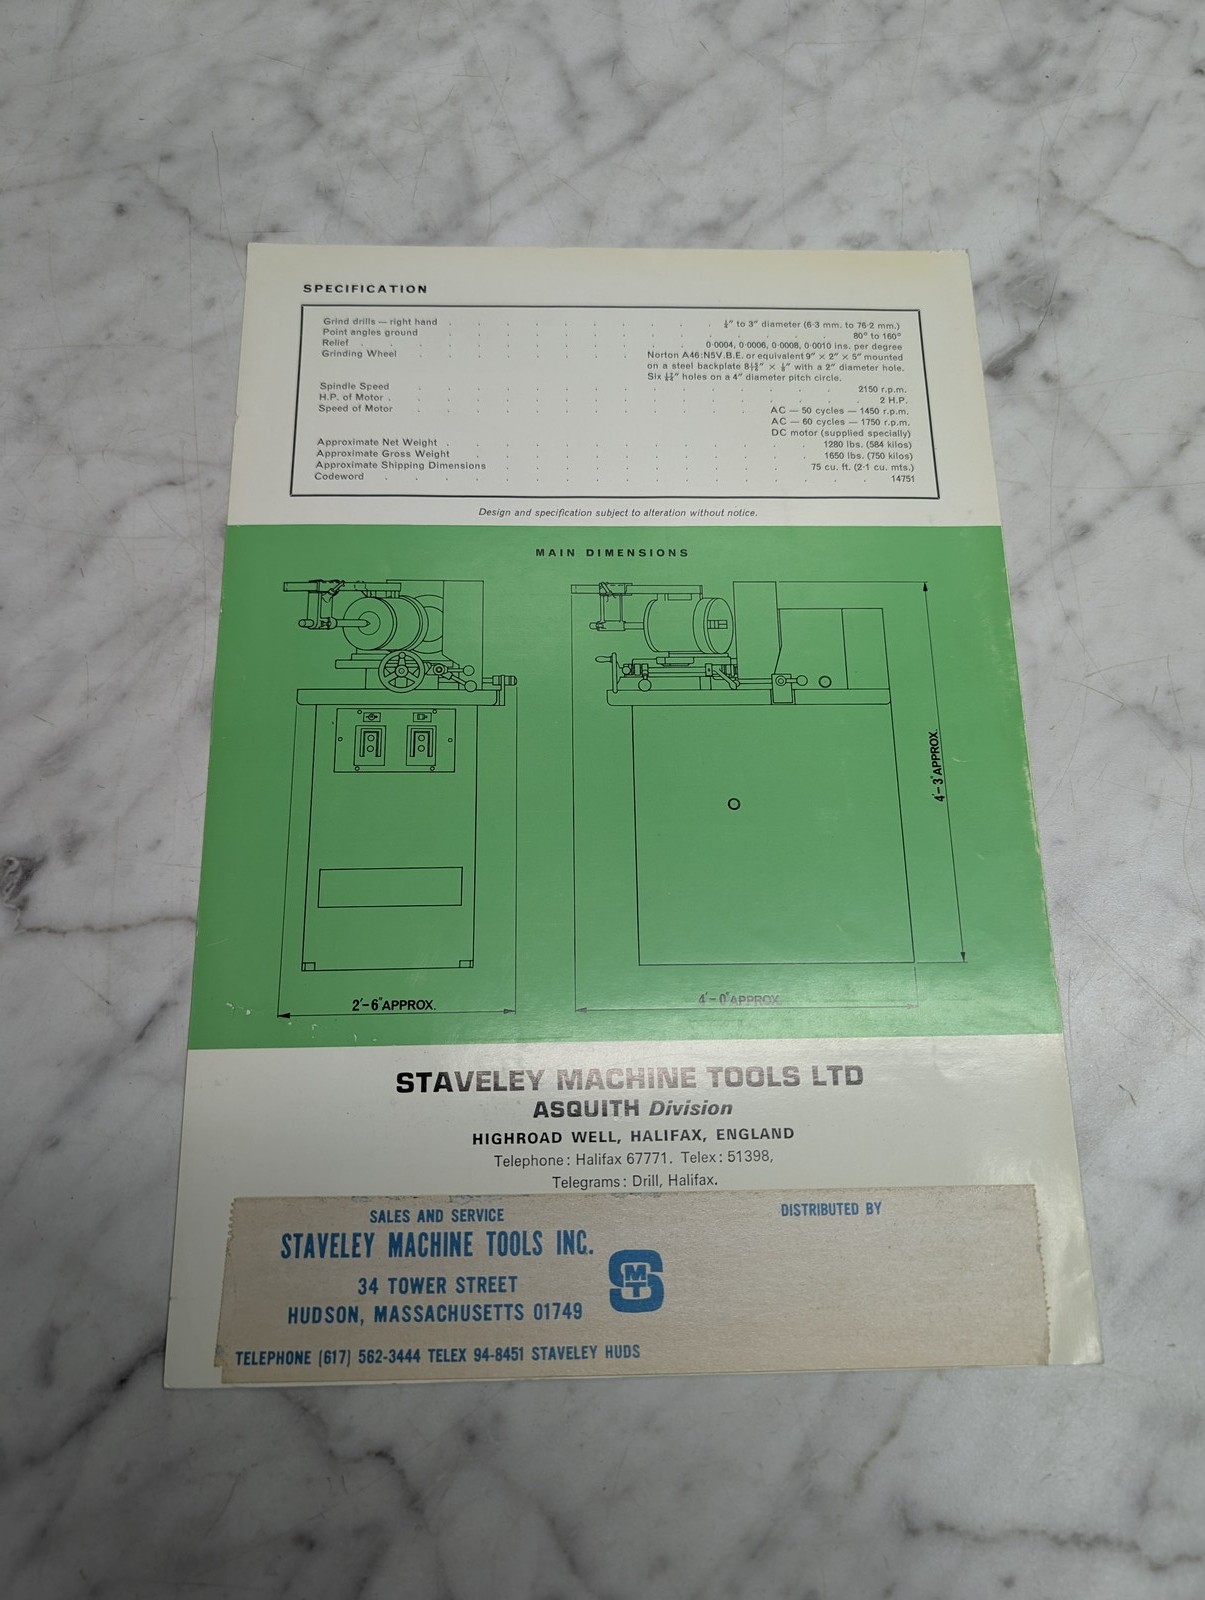 SPECIFICATION
Grind drills — right hand . . . . . . . . . . ¼" to 3" diameter (6·3 mm. to 76·2 mm.)
Point angles ground . . . . . . . . . . 80° to 160°
Relief . . . . . . . . . . 0·0004, 0·0006, 0·0008, 0·0010 ins. per degree
Grinding Wheel . . . . . . . . Norton A46:N5V.B.E. or equivalent 9" × 2" × 5" mounted
on a steel backplate × with a 2" diameter hole.
Six holes on a 4" diameter pitch circle.
Spindle Speed . . . . . . . . . . 2150 r.p.m.
H.P. of Motor . . . . . . . . . . 2 H.P.
Speed of Motor . . . . . . . . . . AC — 50 cycles — 1450 r.p.m.
AC — 60 cycles — 1750 r.p.m.
DC motor (supplied specially)
Approximate Net Weight . . . . . . . . . . 1280 lbs. (584 kilos)
Approximate Gross Weight . . . . . . . . . . 1650 lbs. (750 kilos)
Approximate Shipping Dimensions . . . . . . . . . . 75 cu. ft. (2·1 cu. mts.)
Codeword . . . . . . . . . . 14751
Design and specification subject to alteration without notice.
MAIN DIMENSIONS
4'–3" APPROX.
2'–6" APPROX.
4'–0" APPROX.
STAVELEY MACHINE TOOLS LTD
ASQUITH Division
HIGHROAD WELL, HALIFAX, ENGLAND
Telephone: Halifax 67771. Telex: 51398,
Telegrams: Drill, Halifax.
SALES AND SERVICE
STAVELEY MACHINE TOOLS INC.
34 TOWER STREET
HUDSON, MASSACHUSETTS 01749
TELEPHONE (617) 562-3444 TELEX 94-8451 STAVELEY HUDS
SMT
DISTRIBUTED BY